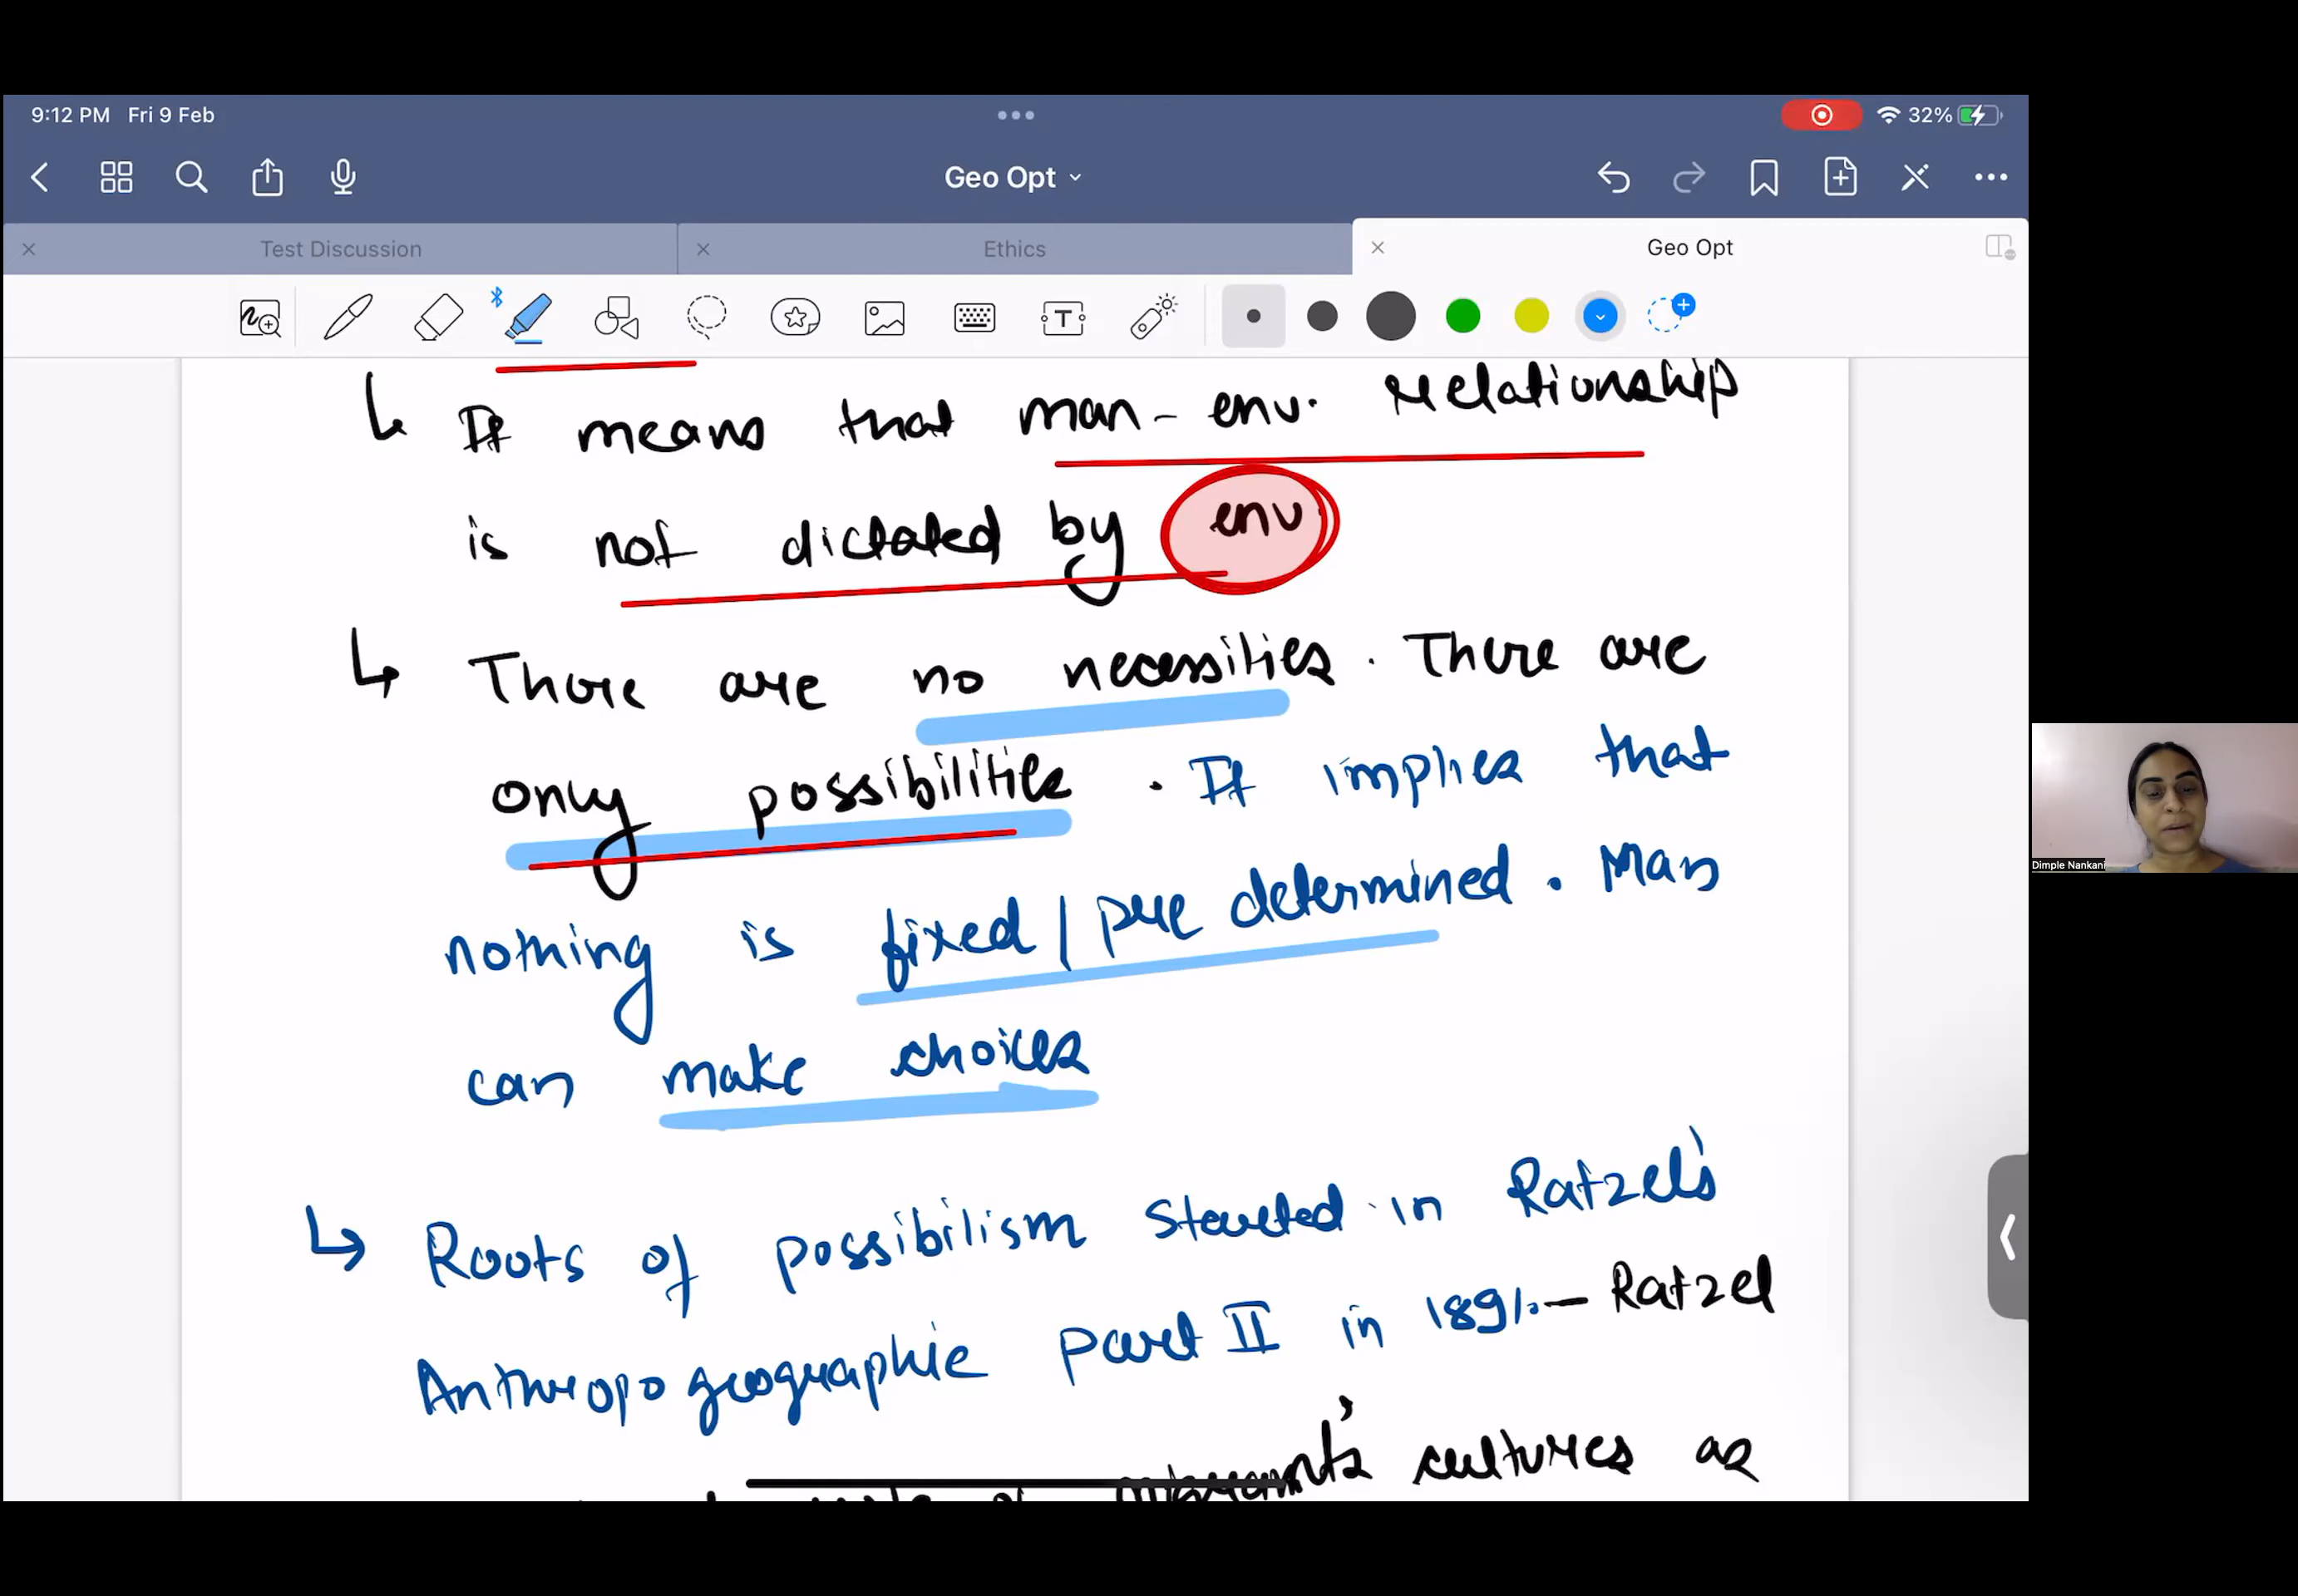 9:12 PM Fri 9 Feb
32%
Geo Opt
Test Discussion
Ethics
Geo Opt
T
It means that man - env. relationship
is not dictated by env.
There are no necessities. There are
only possibilities. It implies that
nothing is fixed / pre determined. Man
can make choices
Roots of possibilism started in Ratzel's
Anthropogeographie part II in 1891. - Ratzel
cultures as
Dimple Nankani